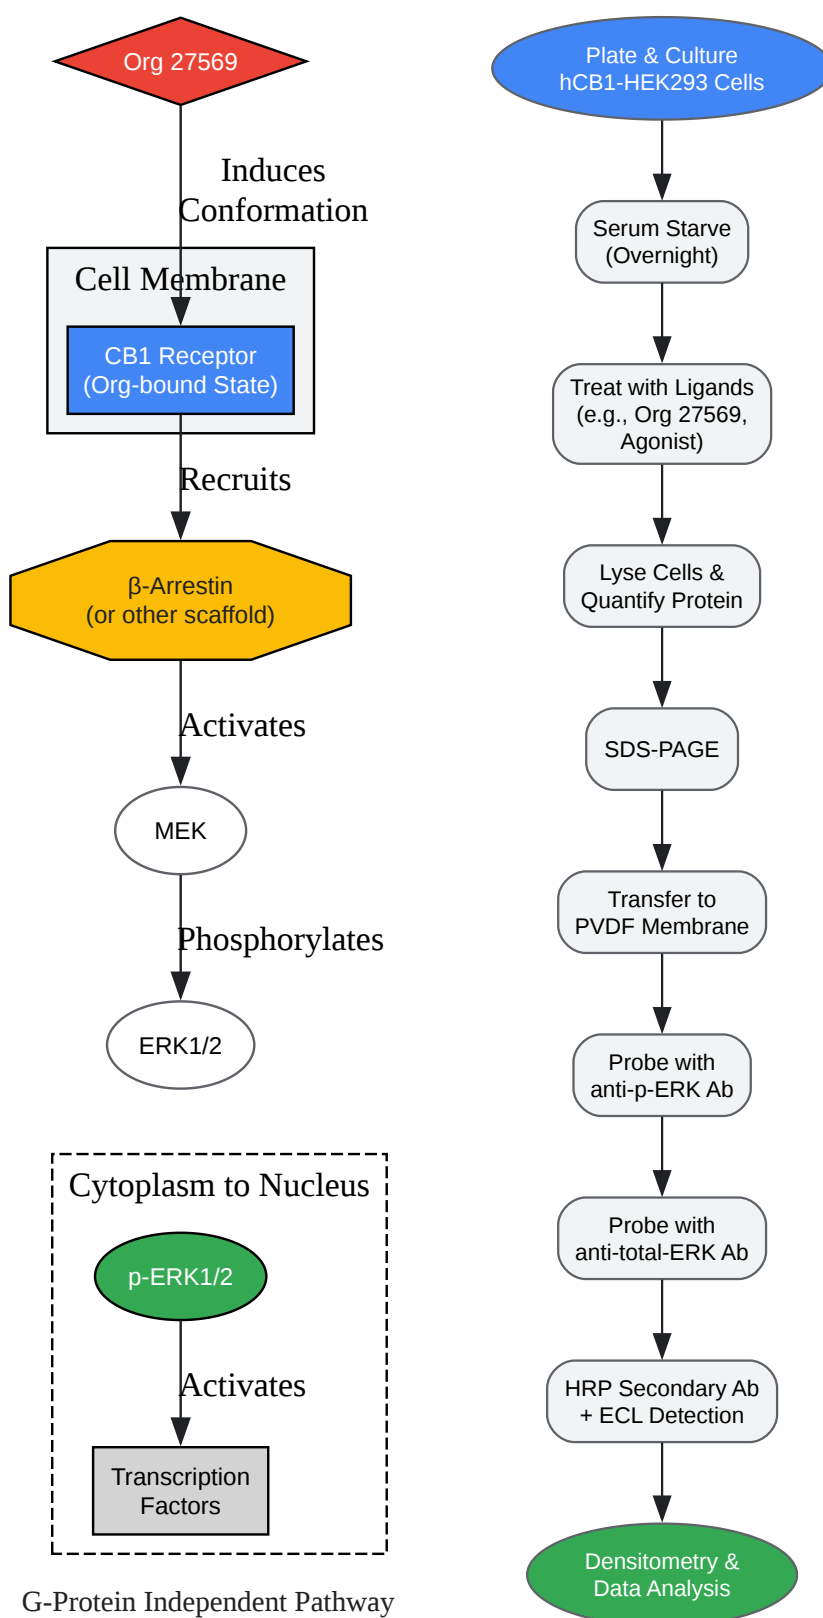 Org 27569
Induces
Conformation
Cell Membrane
CB1 Receptor
(Org-bound State)
Recruits
β-Arrestin
(or other scaffold)
Activates
MEK
Phosphorylates
ERK1/2
Cytoplasm to Nucleus
p-ERK1/2
Activates
Transcription
Factors
G-Protein Independent Pathway
Plate & Culture
hCB1-HEK293 Cells
Serum Starve
(Overnight)
Treat with Ligands
(e.g., Org 27569,
Agonist)
Lyse Cells &
Quantify Protein
SDS-PAGE
Transfer to
PVDF Membrane
Probe with
anti-p-ERK Ab
Probe with
anti-total-ERK Ab
HRP Secondary Ab
+ ECL Detection
Densitometry &
Data Analysis